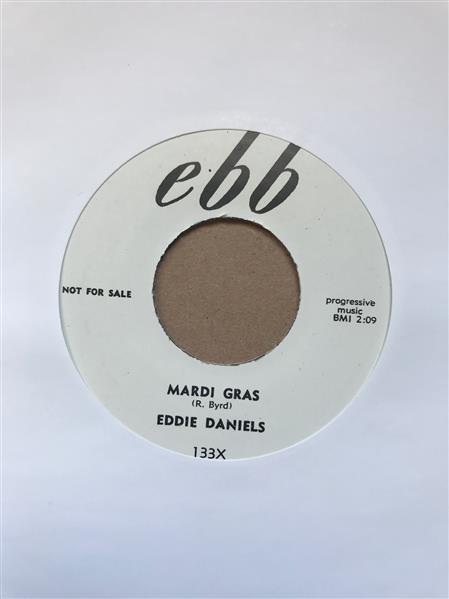 ebb
NOT FOR SALE
progressive
music
BMI 2:09
MARDI GRAS
(R. Byrd)
EDDIE DANIELS
133X